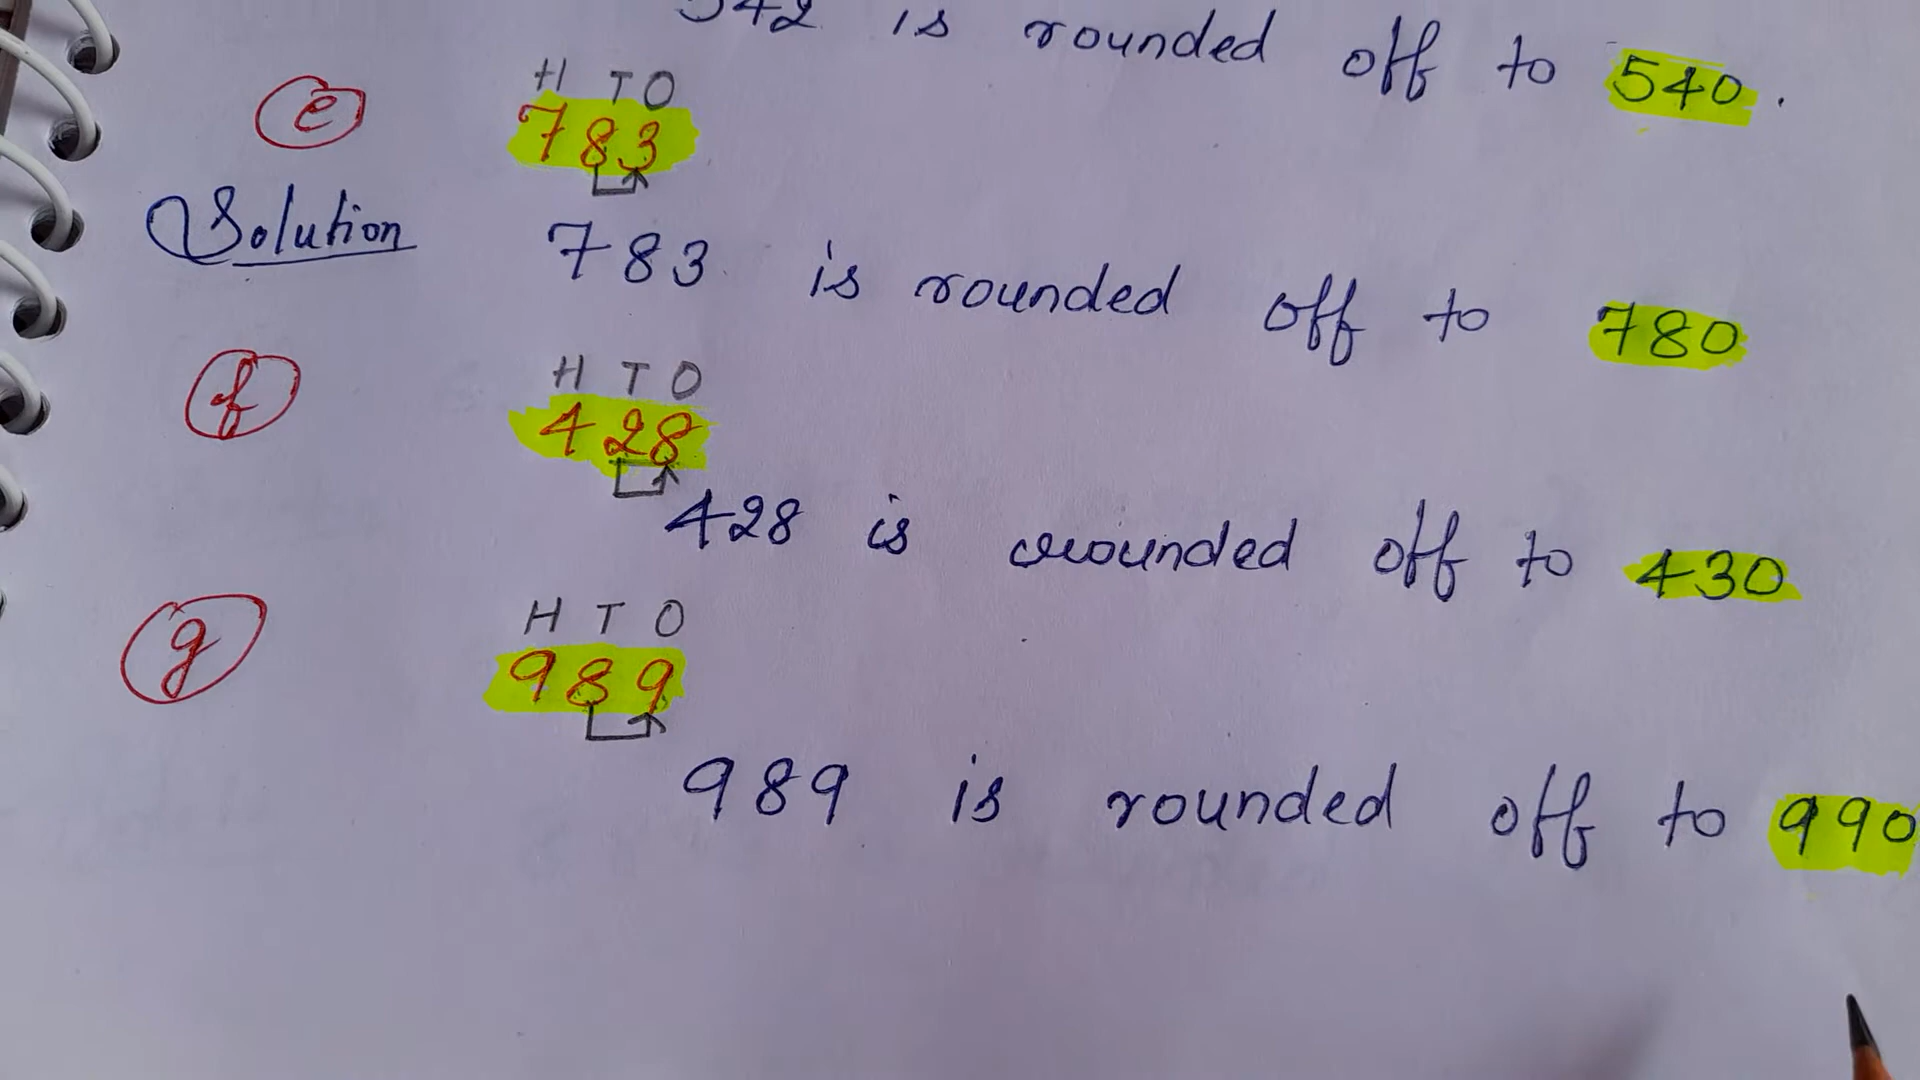 542 is rounded off to 540.
e H T O
783
Solution 783 is rounded off to 780
f H T O
428
428 is rounded off to 430
g H T O
989
989 is rounded off to 990